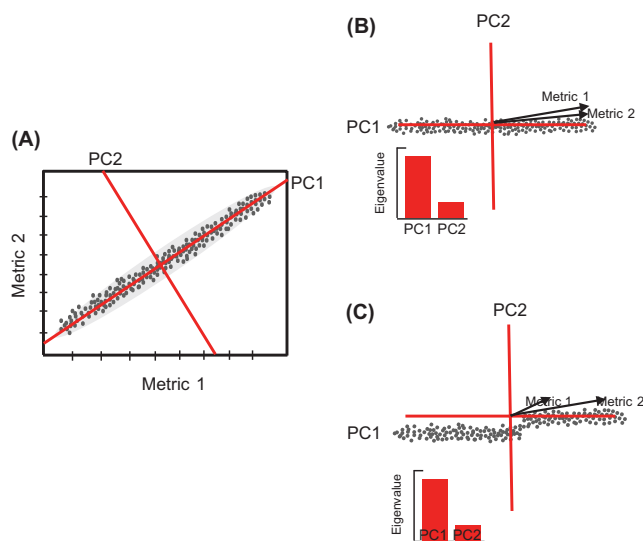 (A)
PC2
PC1
Metric 2
Metric 1
(B)
PC2
Metric 1
Metric 2
PC1
Eigenvalue
PC1 PC2
(C)
PC2
Metric 1
Metric 2
PC1
Eigenvalue
PC1 PC2